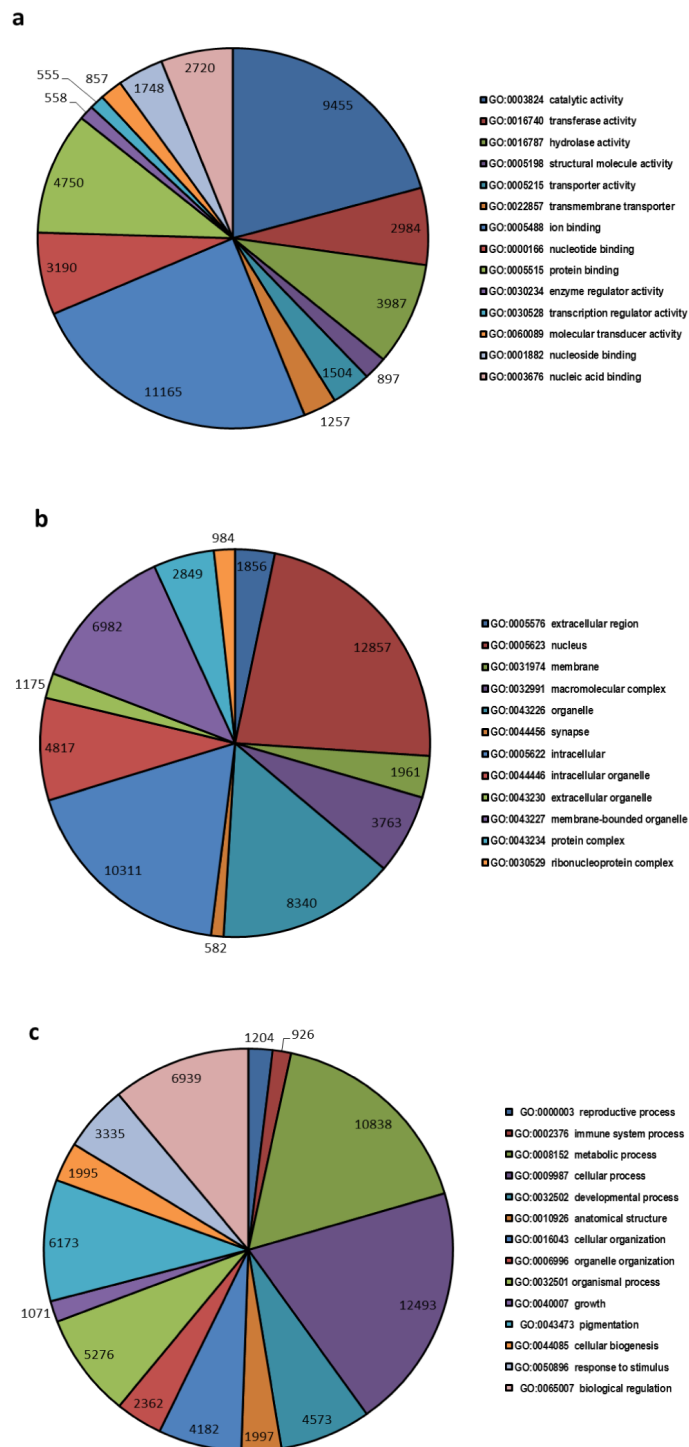 a
2720
9455
1748
857
555
558
4750
2984
3190
3987
897
1504
11165
1257
GO:0003824 catalytic activity
GO:0016740 transferase activity
GO:0016787 hydrolase activity
GO:0005198 structural molecule activity
GO:0005215 transporter activity
GO:0022857 transmembrane transporter
GO:0005488 ion binding
GO:0000166 nucleotide binding
GO:0005515 protein binding
GO:0030234 enzyme regulator activity
GO:0030528 transcription regulator activity
GO:0060089 molecular transducer activity
GO:0001882 nucleoside binding
GO:0003676 nucleic acid binding
b
984
1856
2849
6982
12857
1175
4817
1961
3763
10311
8340
582
GO:0005576 extracellular region
GO:0005623 nucleus
GO:0031974 membrane
GO:0032991 macromolecular complex
GO:0043226 organelle
GO:0044456 synapse
GO:0005622 intracellular
GO:0044446 intracellular organelle
GO:0043230 extracellular organelle
GO:0043227 membrane-bounded organelle
GO:0043234 protein complex
GO:0030529 ribonucleoprotein complex
c
1204
926
6939
10838
3335
1995
6173
12493
1071
5276
2362
4182
1997
4573
GO:0000003 reproductive process
GO:0002376 immune system process
GO:0008152 metabolic process
GO:0009987 cellular process
GO:0032502 developmental process
GO:0010926 anatomical structure
GO:0016043 cellular organization
GO:0006996 organelle organization
GO:0032501 organismal process
GO:0040007 growth
GO:0043473 pigmentation
GO:0044085 cellular biogenesis
GO:0050896 response to stimulus
GO:0065007 biological regulation